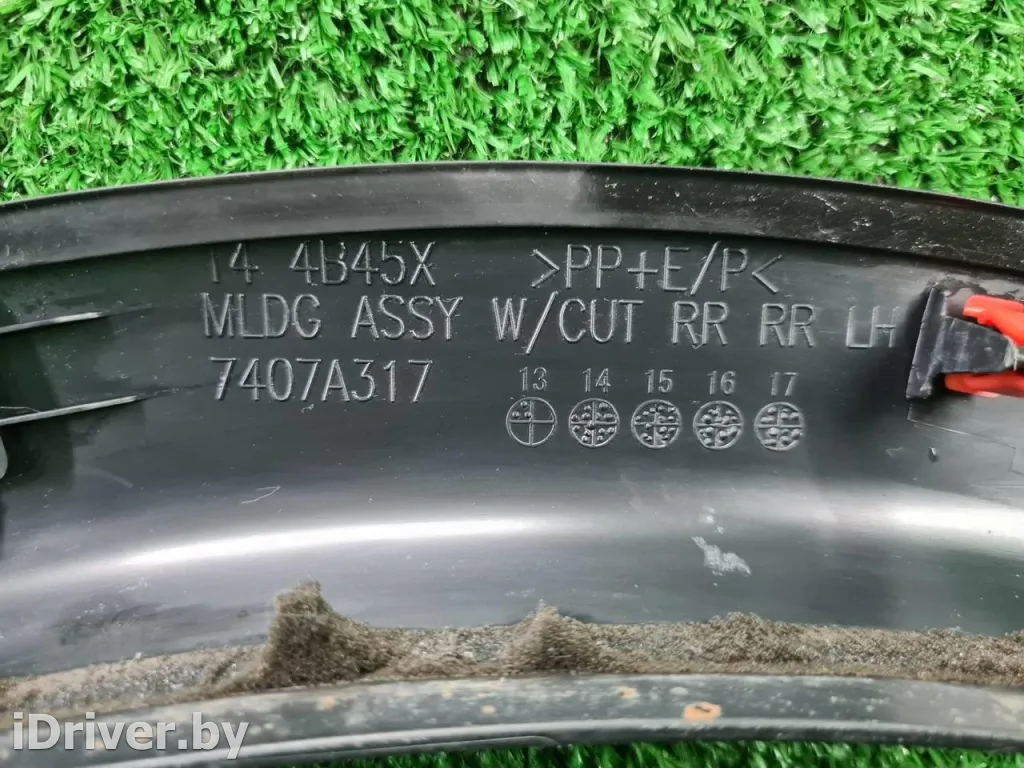 14 4B45X >PP+E/P<
MLDG ASSY W/CUT RR RR LH
7407A317
13 14 15 16 17
iDriver.by